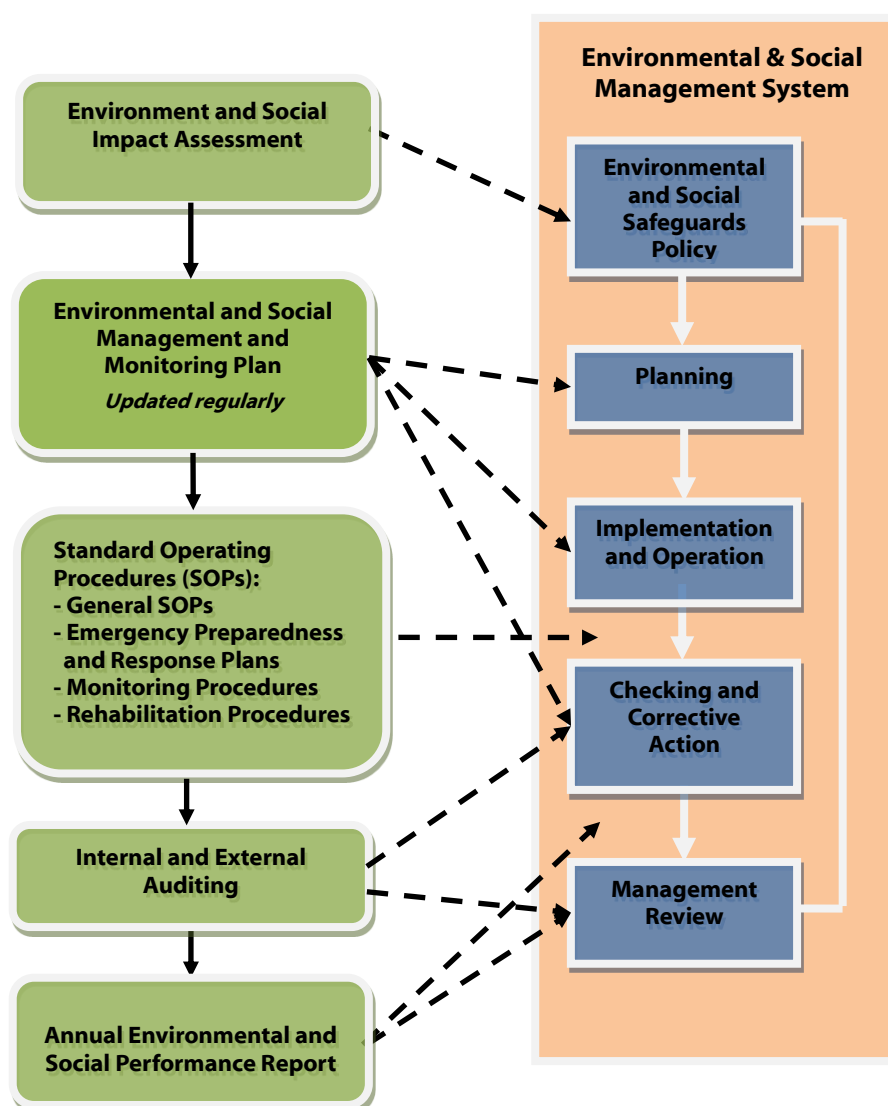 Environment and Social
Impact Assessment
Environmental and Social
Management and
Monitoring Plan
Updated regularly
Standard Operating
Procedures (SOPs):
- General SOPs
- Emergency Preparedness
and Response Plans
- Monitoring Procedures
- Rehabilitation Procedures
Internal and External
Auditing
Annual Environmental and
Social Performance Report
Environmental & Social
Management System
Environmental
and Social
Safeguards
Policy
Planning
Implementation
and Operation
Checking and
Corrective
Action
Management
Review